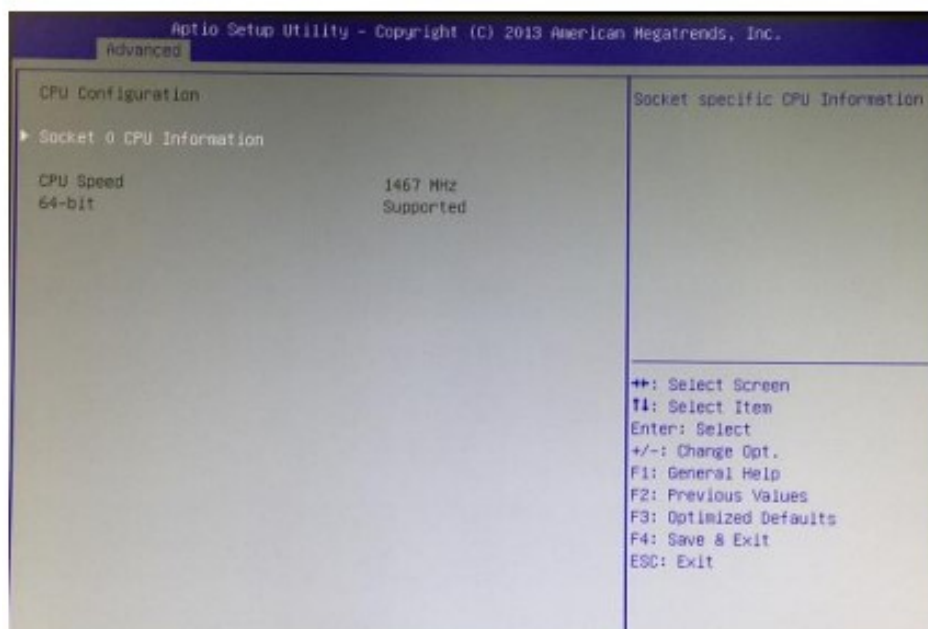 Aptio Setup Utility - Copyright (C) 2013 American Megatrends, Inc.
Advanced
CPU Configuration
Socket specific CPU Information
Socket 0 CPU Information
CPU Speed 1467 MHz
64-bit Supported
↔: Select Screen
↑↓: Select Item
Enter: Select
+/-: Change Opt.
F1: General Help
F2: Previous Values
F3: Optimized Defaults
F4: Save & Exit
ESC: Exit